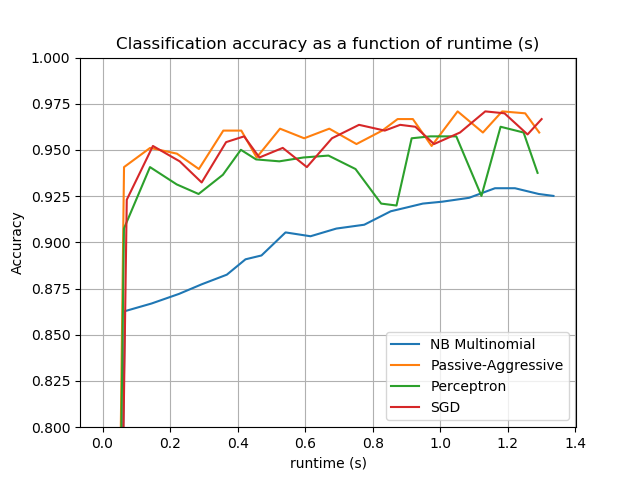 Classification accuracy as a function of runtime (s)
1.000
0.975
0.950
0.925
0.900
0.875
0.850
0.825
0.800
Accuracy
NB Multinomial
Passive-Aggressive
Perceptron
SGD
0.0 0.2 0.4 0.6 0.8 1.0 1.2 1.4
runtime (s)